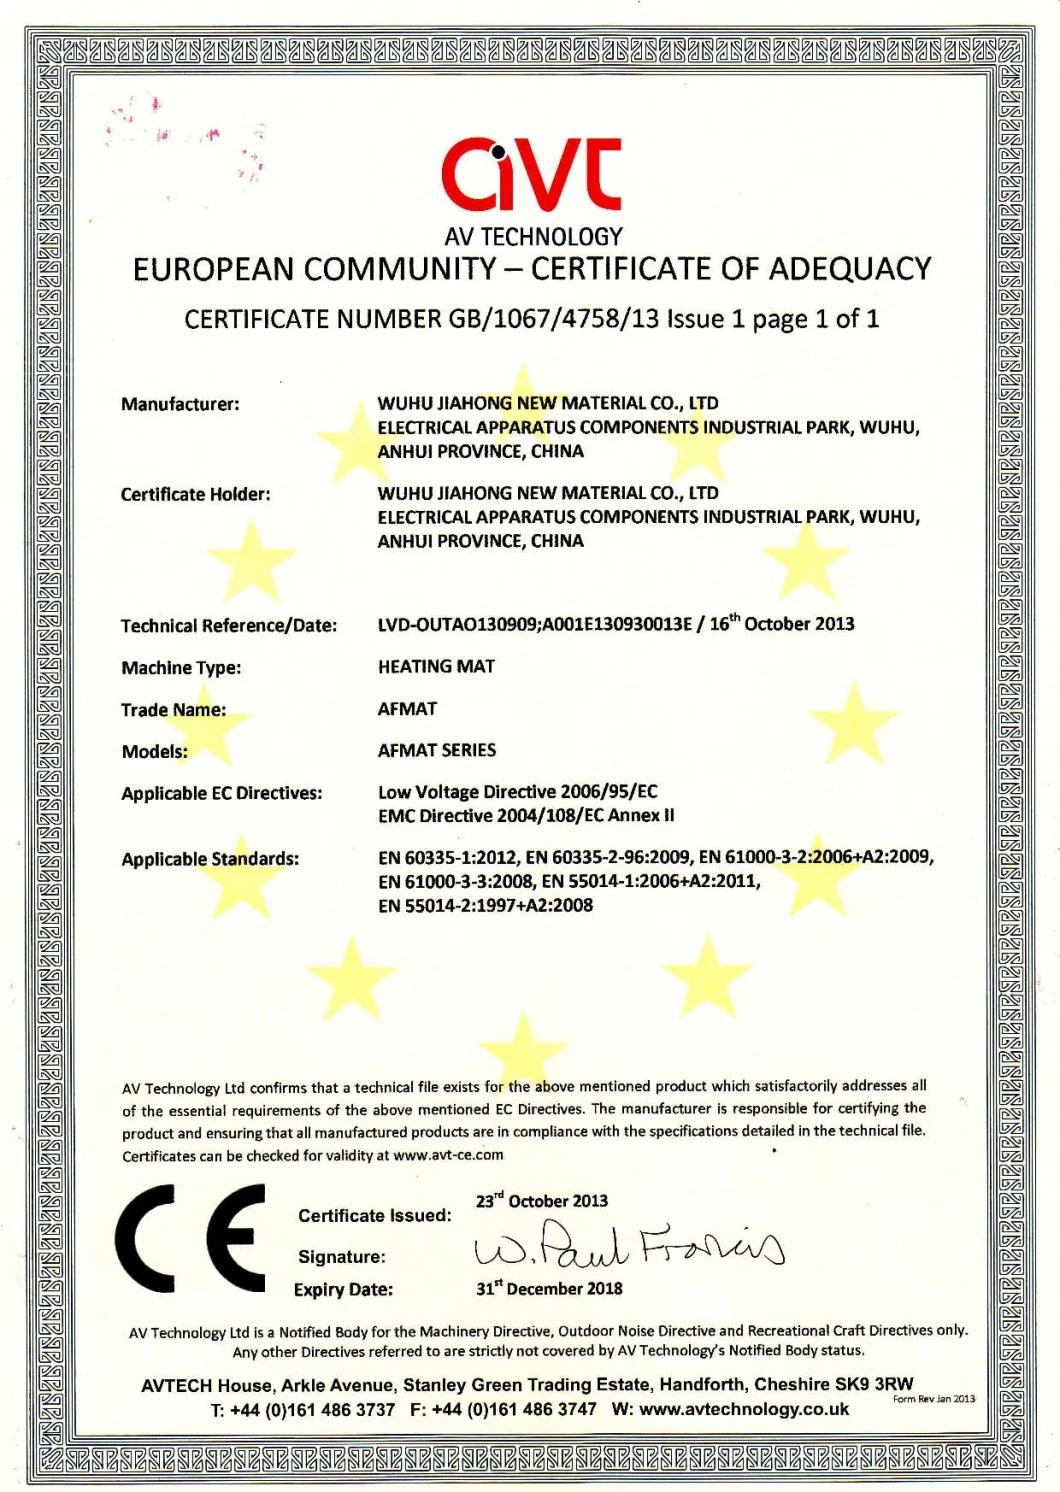 avt
AV TECHNOLOGY
EUROPEAN COMMUNITY – CERTIFICATE OF ADEQUACY
CERTIFICATE NUMBER GB/1067/4758/13 Issue 1 page 1 of 1
Manufacturer: WUHU JIAHONG NEW MATERIAL CO., LTD
ELECTRICAL APPARATUS COMPONENTS INDUSTRIAL PARK, WUHU,
ANHUI PROVINCE, CHINA
Certificate Holder: WUHU JIAHONG NEW MATERIAL CO., LTD
ELECTRICAL APPARATUS COMPONENTS INDUSTRIAL PARK, WUHU,
ANHUI PROVINCE, CHINA
Technical Reference/Date: LVD-OUTAO130909;A001E130930013E / 16th October 2013
Machine Type: HEATING MAT
Trade Name: AFMAT
Models: AFMAT SERIES
Applicable EC Directives: Low Voltage Directive 2006/95/EC
EMC Directive 2004/108/EC Annex II
Applicable Standards: EN 60335-1:2012, EN 60335-2-96:2009, EN 61000-3-2:2006+A2:2009,
EN 61000-3-3:2008, EN 55014-1:2006+A2:2011,
EN 55014-2:1997+A2:2008
AV Technology Ltd confirms that a technical file exists for the above mentioned product which satisfactorily addresses all
of the essential requirements of the above mentioned EC Directives. The manufacturer is responsible for certifying the
product and ensuring that all manufactured products are in compliance with the specifications detailed in the technical file.
Certificates can be checked for validity at www.avt-ce.com
CE
Certificate Issued: 23rd October 2013
Signature: W. Paul Francis
Expiry Date: 31st December 2018
AV Technology Ltd is a Notified Body for the Machinery Directive, Outdoor Noise Directive and Recreational Craft Directives only.
Any other Directives referred to are strictly not covered by AV Technology's Notified Body status.
AVTECH House, Arkle Avenue, Stanley Green Trading Estate, Handforth, Cheshire SK9 3RW
Form Rev Jan 2013
T: +44 (0)161 486 3737 F: +44 (0)161 486 3747 W: www.avtechnology.co.uk